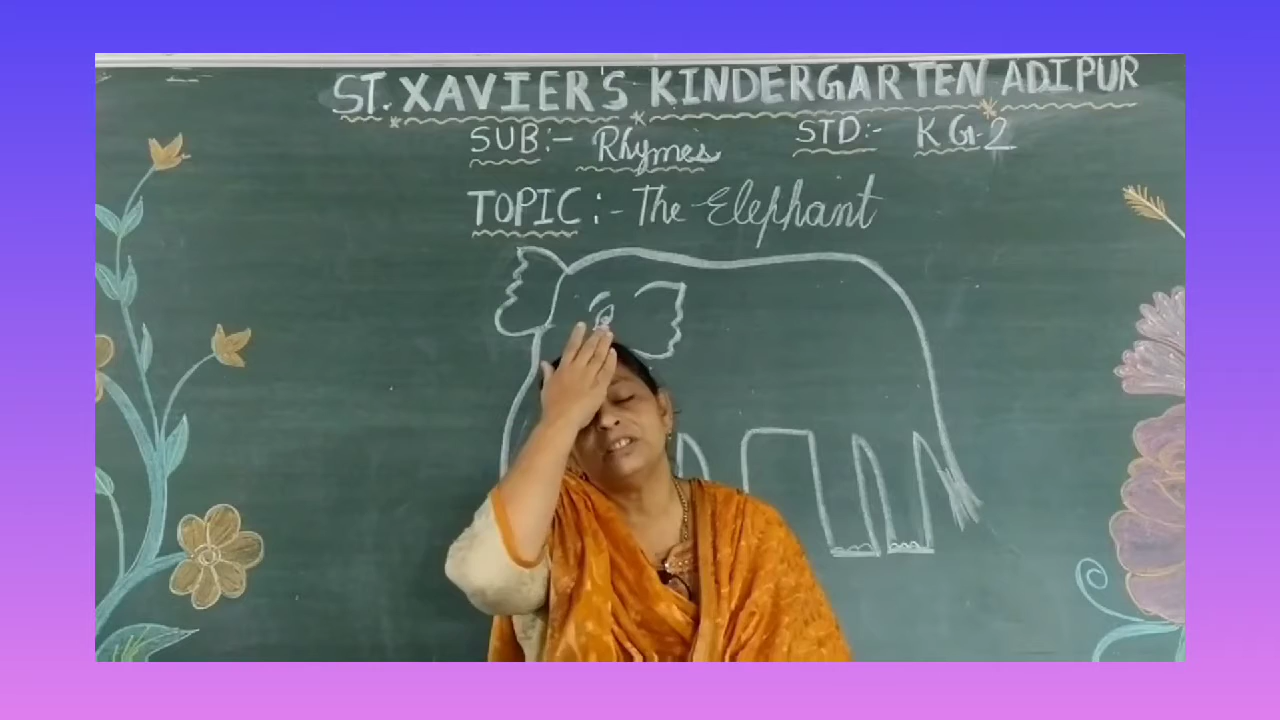 ST. XAVIER'S KINDERGARTEN ADIPUR
SUB:- Rhymes STD:- KG-2
TOPIC:- The Elephant